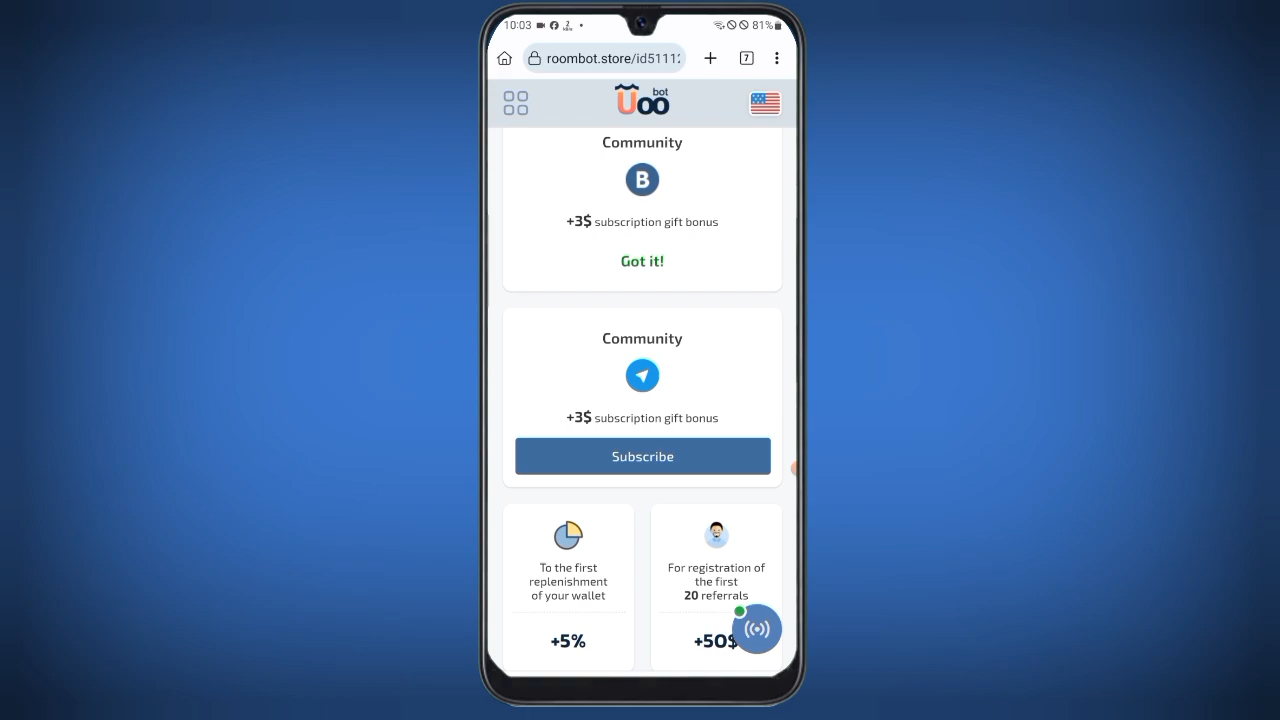 10:03
81%
roombot.store/id5111
7
Uoo bot
Community
B
+3$ subscription gift bonus
Got it!
Community
+3$ subscription gift bonus
Subscribe
To the first
replenishment
of your wallet
+5%
For registration of
the first
20 referrals
+50$